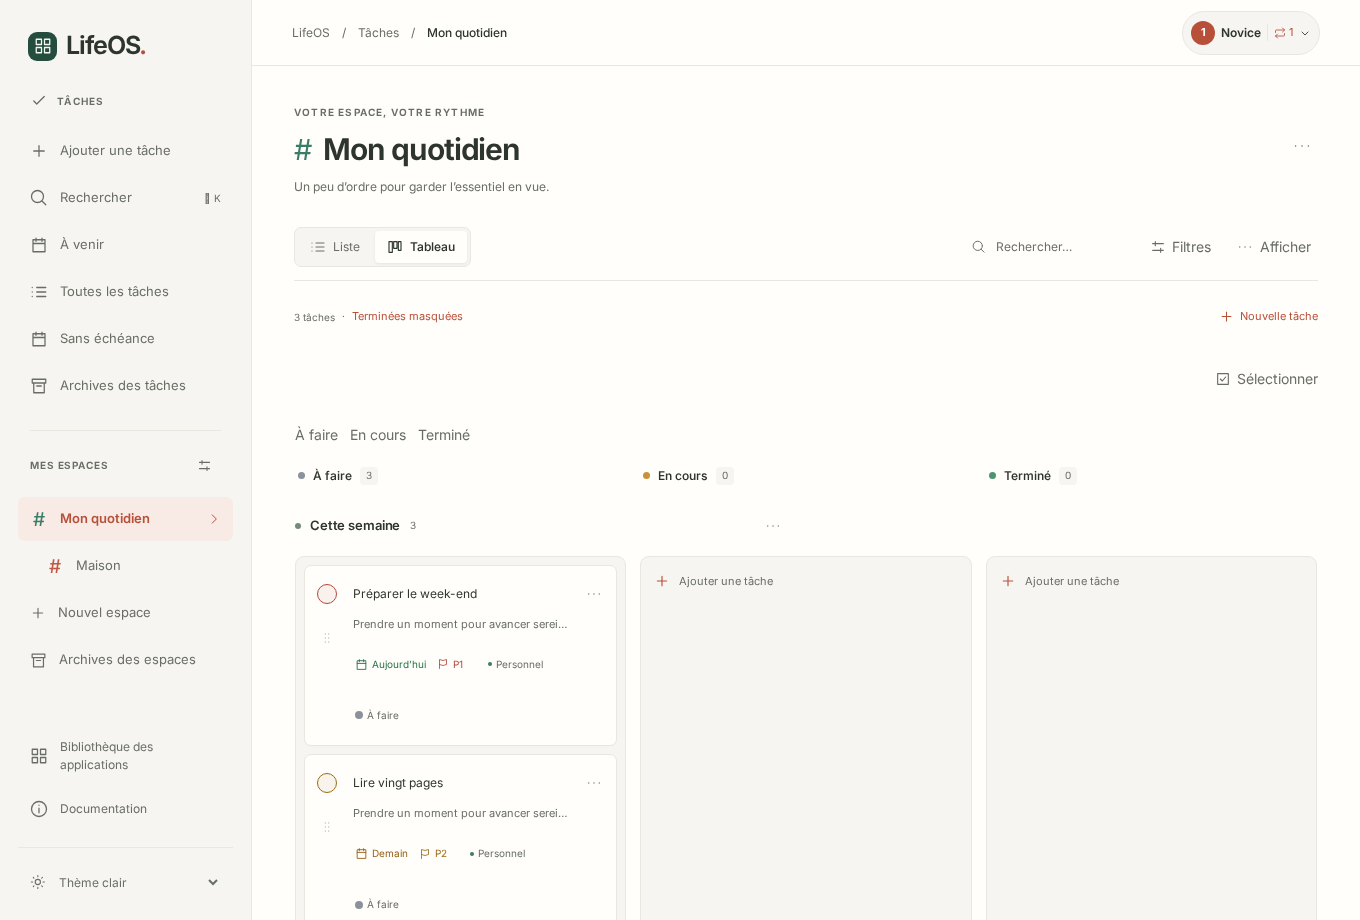 LifeOS.
TÂCHES
Ajouter une tâche
Rechercher
K
À venir
Toutes les tâches
Sans échéance
Archives des tâches
MES ESPACES
# Mon quotidien
# Maison
Nouvel espace
Archives des espaces
Bibliothèque des
applications
Documentation
Thème clair
LifeOS / Tâches / Mon quotidien
1 Novice 1
VOTRE ESPACE, VOTRE RYTHME
# Mon quotidien
Un peu d’ordre pour garder l’essentiel en vue.
Liste Tableau
Rechercher... Filtres Afficher
3 tâches · Terminées masquées
Nouvelle tâche
Sélectionner
À faire En cours Terminé
À faire 3
En cours 0
Terminé 0
Cette semaine 3
Préparer le week-end
Prendre un moment pour avancer serei...
Aujourd'hui P1 Personnel
À faire
Lire vingt pages
Prendre un moment pour avancer serei...
Demain P2 Personnel
À faire
Ajouter une tâche
Ajouter une tâche